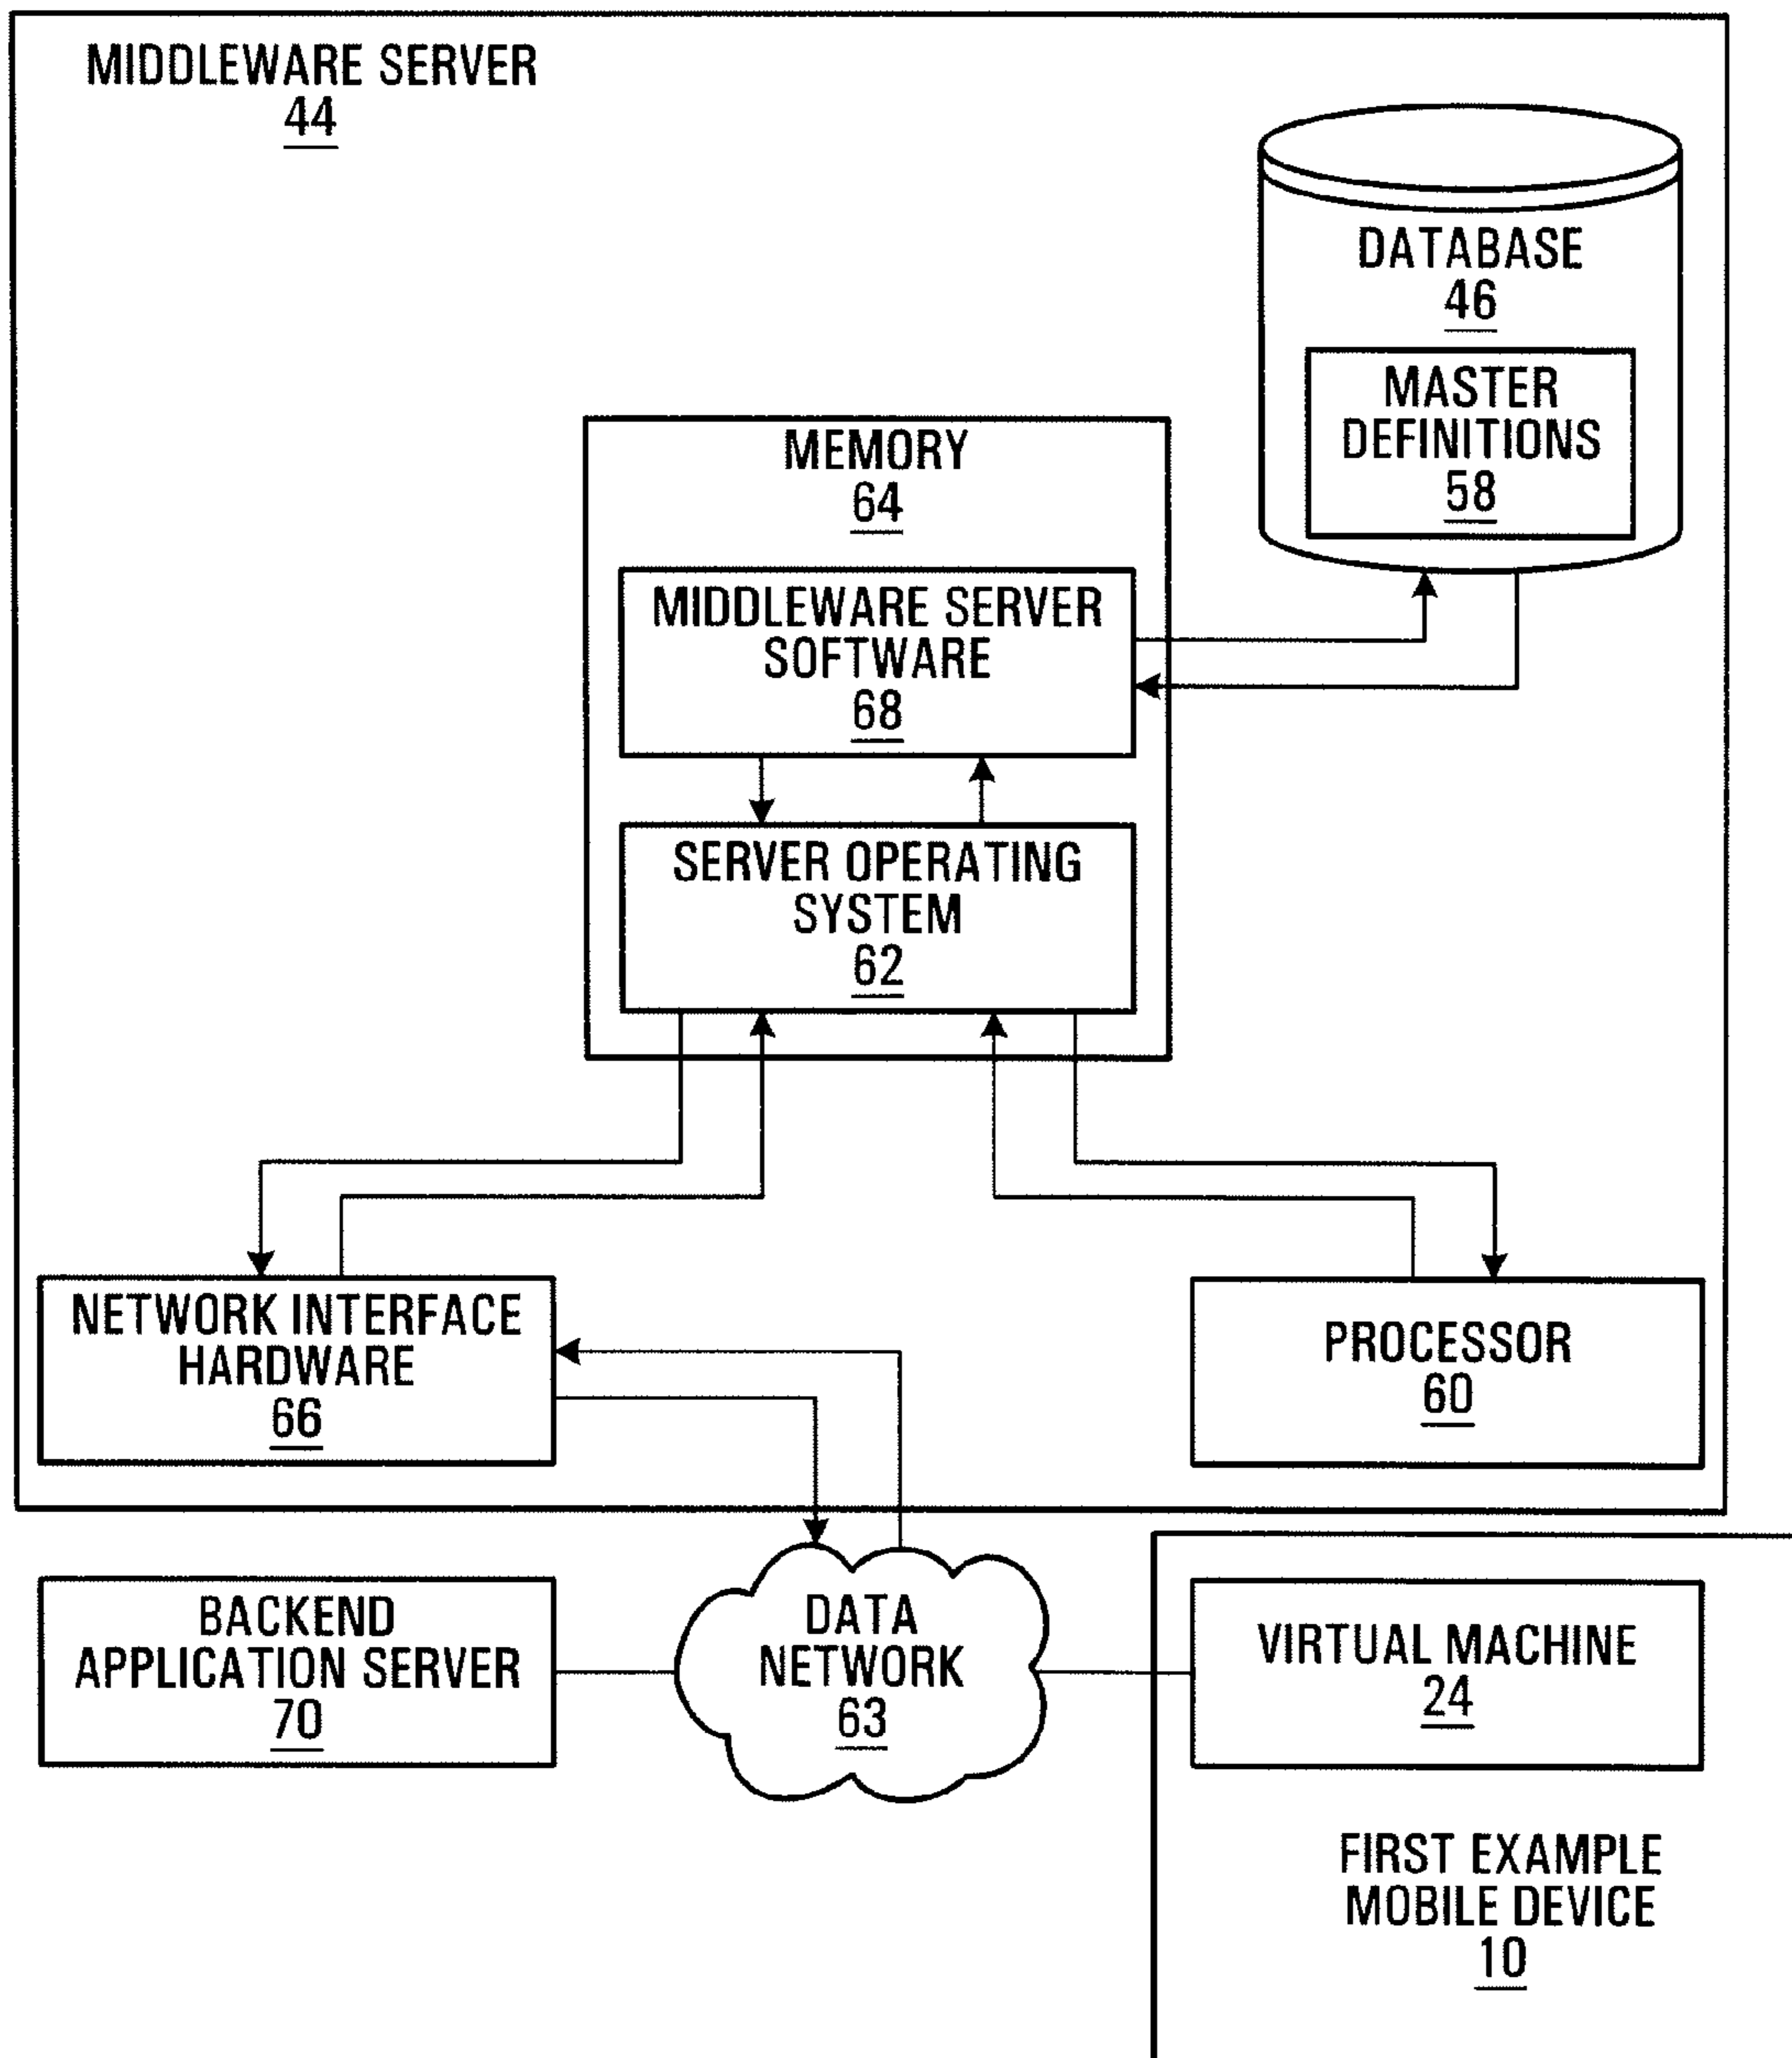 MIDDLEWARE SERVER
44
DATABASE
46
MASTER
DEFINITIONS
58
MEMORY
64
MIDDLEWARE SERVER
SOFTWARE
68
SERVER OPERATING
SYSTEM
62
NETWORK INTERFACE
HARDWARE
66
PROCESSOR
60
BACKEND
APPLICATION SERVER
70
DATA
NETWORK
63
VIRTUAL MACHINE
24
FIRST EXAMPLE
MOBILE DEVICE
10